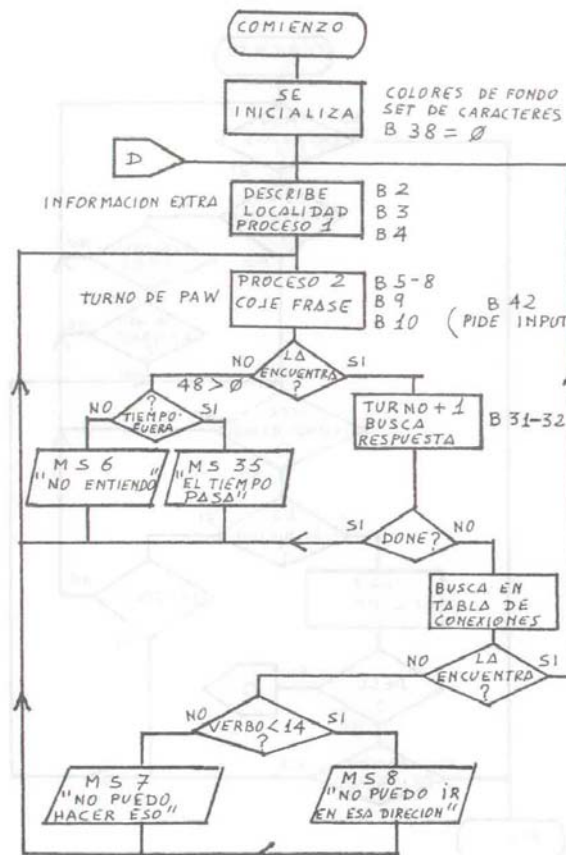 COMIENZO
SE
INICIALIZA
COLORES DE FONDO
SET DE CARACTERES
B 38 = Ø
D
INFORMACION EXTRA
DESCRIBE
LOCALIDAD
PROCESO 1
B 2
B 3
B 4
TURNO DE PAW
PROCESO 2
COJE FRASE
B 5-8
B 9
B 10
B 42
(PIDE INPUT
NO
LA
ENCUENTRA
?
SI
48 > Ø
NO
?
TIEMPO-
FUERA
SI
TURNO + 1
BUSCA
RESPUESTA
B 31-32
M S 6
"NO ENTIENDO"
M S 35
"EL TIEMPO
PASA"
SI
DONE?
NO
BUSCA EN
TABLA DE
CONEXIONES
NO
LA
ENCUENTRA
?
SI
NO
VERBO < 14
?
SI
M S 7
"NO PUEDO
HACER ESO"
M S 8
"NO PUEDO iR
EN ESA DIRECION"